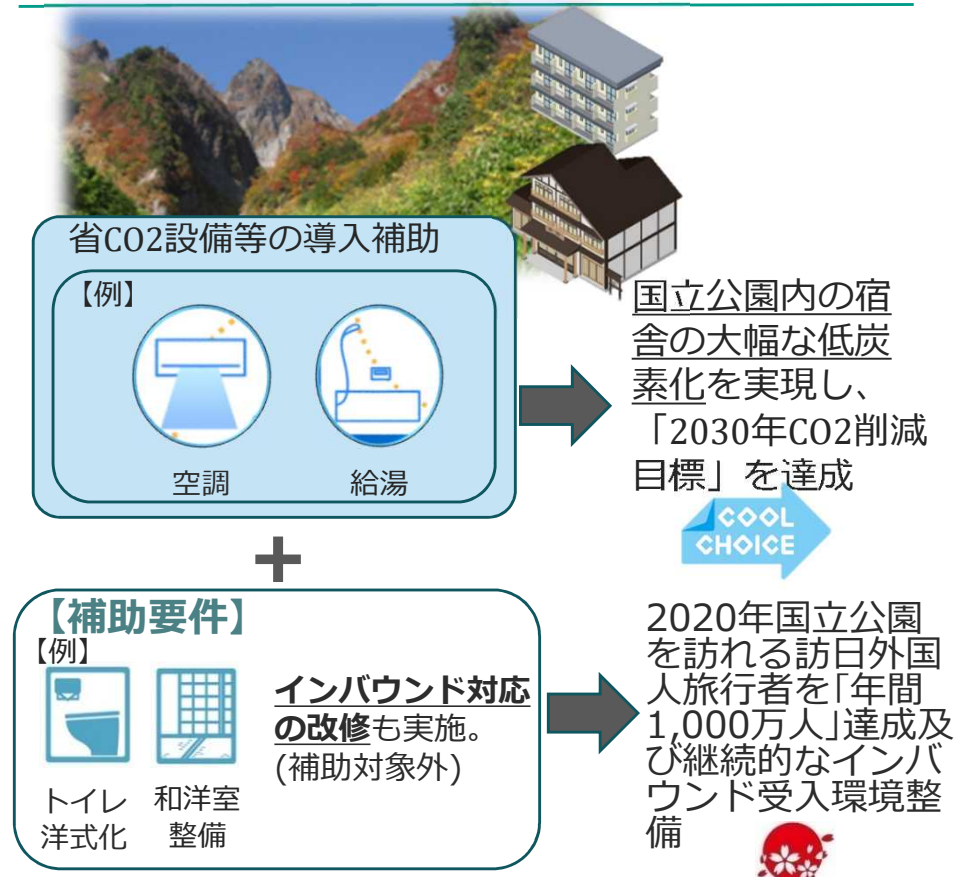 省CO2設備等の導入補助
【例】
空調
給湯
国立公園内の宿
舎の大幅な低炭
素化を実現し、
「2030年CO2削減
目標」を達成
COOL
CHOICE
+
【補助要件】
【例】
トイレ
洋式化
和洋室
整備
インバウンド対応
の改修も実施。
(補助対象外)
2020年国立公園
を訪れる訪日外国
人旅行者を「年間
1,000万人」達成及
び継続的なインバ
ウンド受入環境整
備